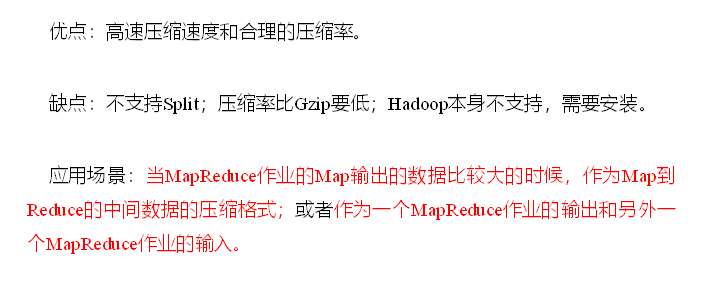 优点：高速压缩速度和合理的压缩率。
缺点：不支持Split；压缩率比Gzip要低；Hadoop本身不支持，需要安装。
应用场景：当MapReduce作业的Map输出的数据比较大的时候，作为Map到
Reduce的中间数据的压缩格式；或者作为一个MapReduce作业的输出和另外一
个MapReduce作业的输入。